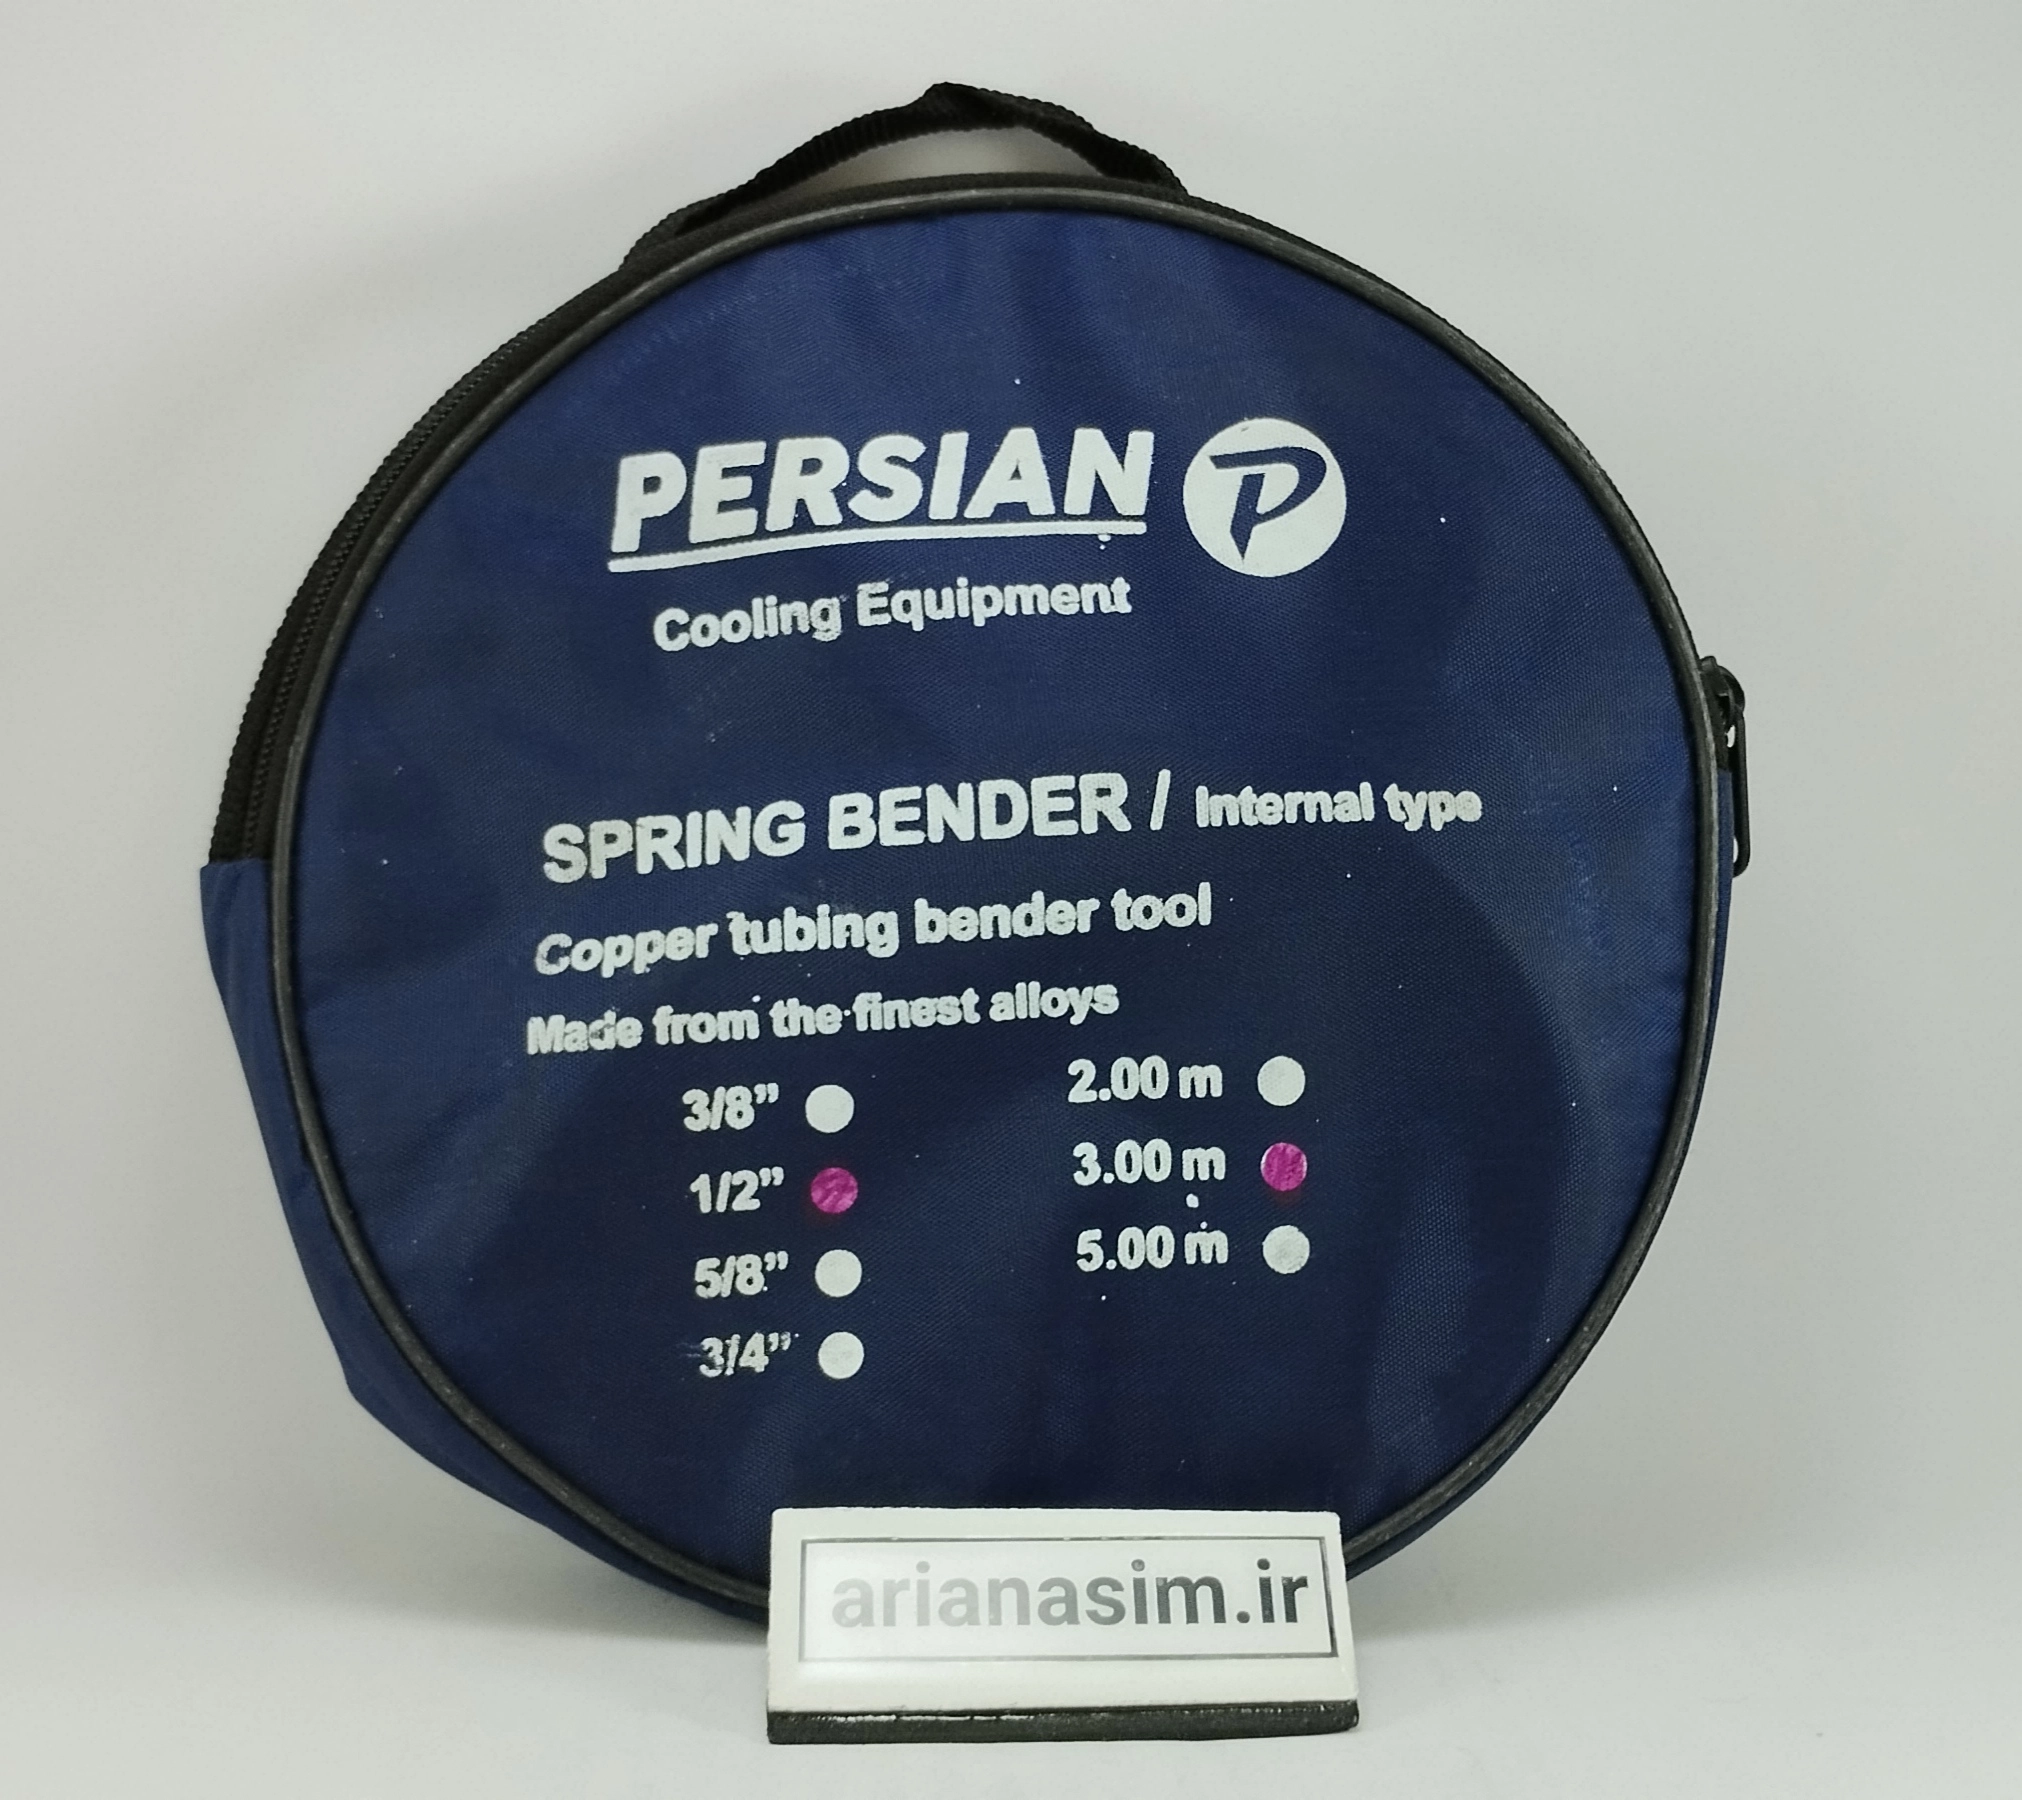 PERSIAN P
Cooling Equipment
SPRING BENDER / Internal type
Copper tubing bender tool
Made from the finest alloys
3/8” 2.00 m
1/2” 3.00 m
5/8” 5.00 m
3/4”
arianasim.ir